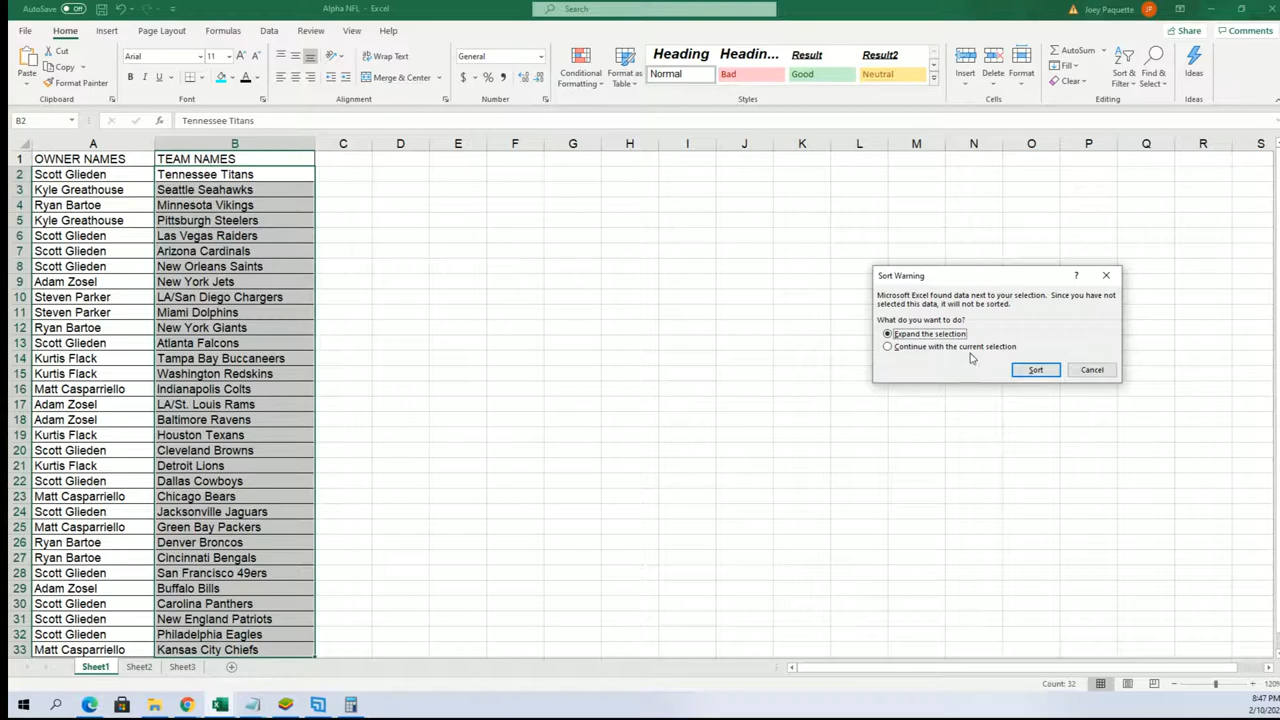 AutoSave Off Alpha NFL - Excel Search Joey Paquette JP
File Home Insert Page Layout Formulas Data Review View Help Share Comments
Cut Arial 11 General Heading Headin... Result Result2 AutoSum
Copy Wrap Text Fill
Paste Format Painter Merge & Center Conditional Formatting Format as Table Normal Bad Good Neutral Insert Delete Format Clear Sort & Filter Find & Select Ideas
Clipboard Font Alignment Number Styles Cells Editing Ideas
B2 fx Tennessee Titans
A B C D E F G H I J K L M N O P Q R S
1 OWNER NAMES TEAM NAMES
2 Scott Glieden Tennessee Titans
3 Kyle Greathouse Seattle Seahawks
4 Ryan Bartoe Minnesota Vikings
5 Kyle Greathouse Pittsburgh Steelers
6 Scott Glieden Las Vegas Raiders
7 Scott Glieden Arizona Cardinals
8 Scott Glieden New Orleans Saints
9 Adam Zosel New York Jets
10 Steven Parker LA/San Diego Chargers
11 Steven Parker Miami Dolphins
12 Ryan Bartoe New York Giants
13 Scott Glieden Atlanta Falcons
14 Kurtis Flack Tampa Bay Buccaneers
15 Kurtis Flack Washington Redskins
16 Matt Casparriello Indianapolis Colts
17 Adam Zosel LA/St. Louis Rams
18 Adam Zosel Baltimore Ravens
19 Kurtis Flack Houston Texans
20 Scott Glieden Cleveland Browns
21 Kurtis Flack Detroit Lions
22 Scott Glieden Dallas Cowboys
23 Matt Casparriello Chicago Bears
24 Scott Glieden Jacksonville Jaguars
25 Matt Casparriello Green Bay Packers
26 Ryan Bartoe Denver Broncos
27 Ryan Bartoe Cincinnati Bengals
28 Scott Glieden San Francisco 49ers
29 Adam Zosel Buffalo Bills
30 Scott Glieden Carolina Panthers
31 Scott Glieden New England Patriots
32 Scott Glieden Philadelphia Eagles
33 Matt Casparriello Kansas City Chiefs
Sort Warning ?
Microsoft Excel found data next to your selection. Since you have not
selected this data, it will not be sorted.
What do you want to do?
Expand the selection
Continue with the current selection
Sort Cancel
Sheet1 Sheet2 Sheet3
Count: 32 120%
8:47 PM
2/10/202